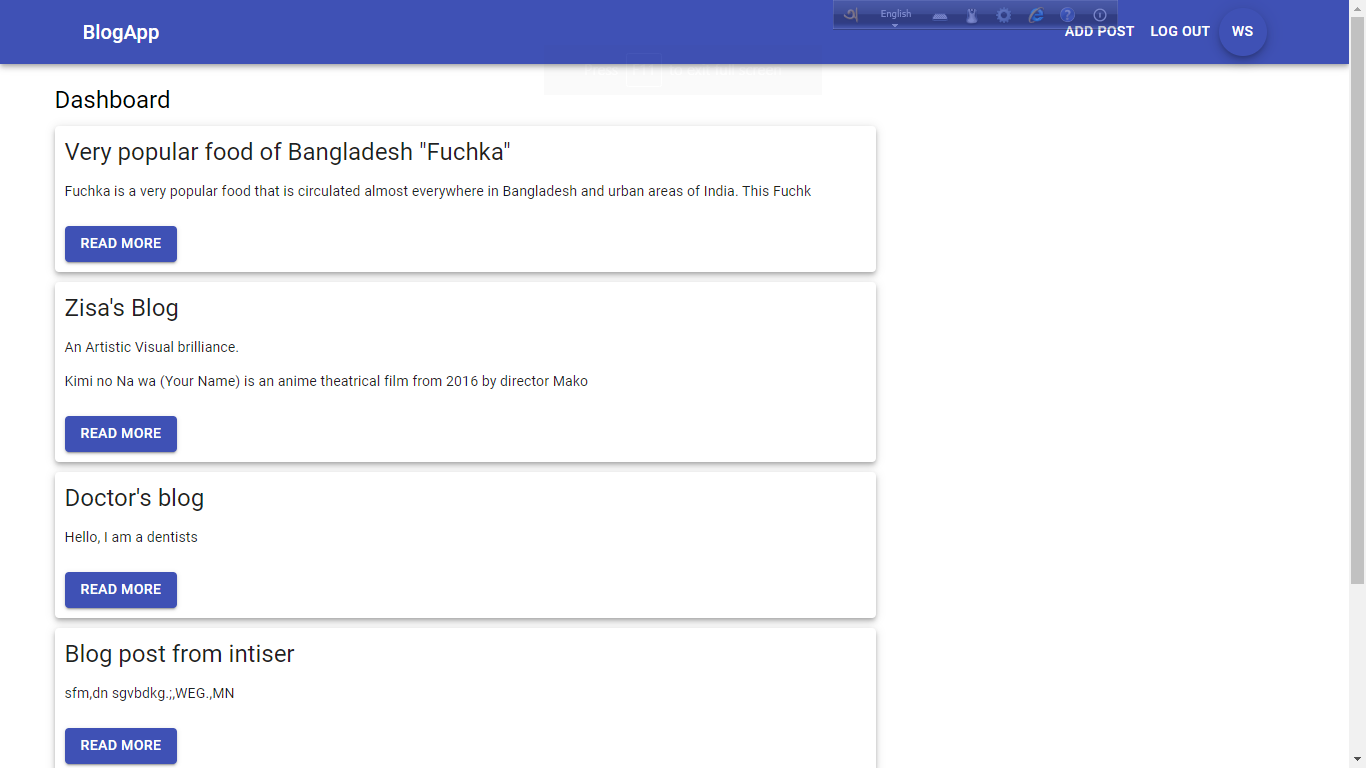 BlogApp
English
ADD POST LOG OUT WS
Dashboard
Very popular food of Bangladesh "Fuchka"
Fuchka is a very popular food that is circulated almost everywhere in Bangladesh and urban areas of India. This Fuchk
READ MORE
Zisa's Blog
An Artistic Visual brilliance.
Kimi no Na wa (Your Name) is an anime theatrical film from 2016 by director Mako
READ MORE
Doctor's blog
Hello, I am a dentists
READ MORE
Blog post from intiser
sfm,dn sgvbdkg.;,WEG.,MN
READ MORE